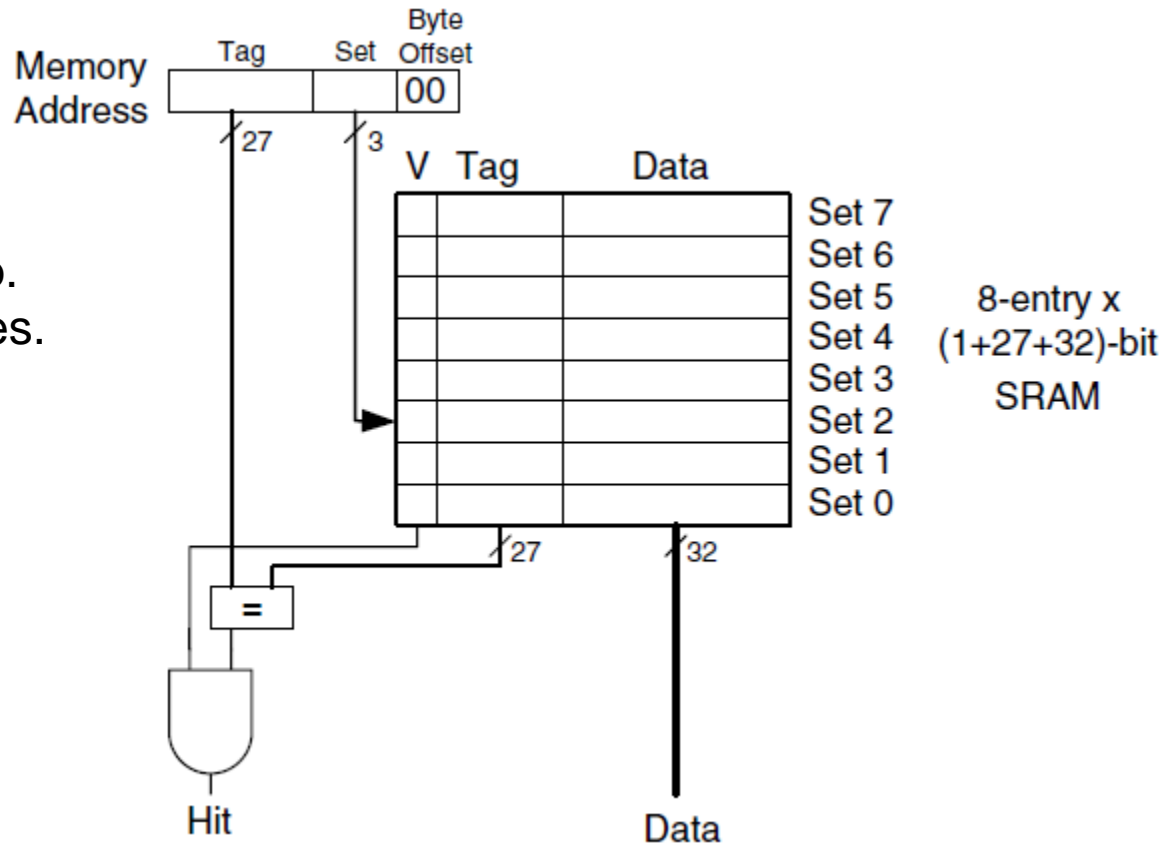 Byte
Tag Set Offset
Memory
Address
00
27
3
V Tag Data
Set 7
Set 6
Set 5
Set 4
Set 3
Set 2
Set 1
Set 0
8-entry x
(1+27+32)-bit
SRAM
27
32
=
Hit
Data